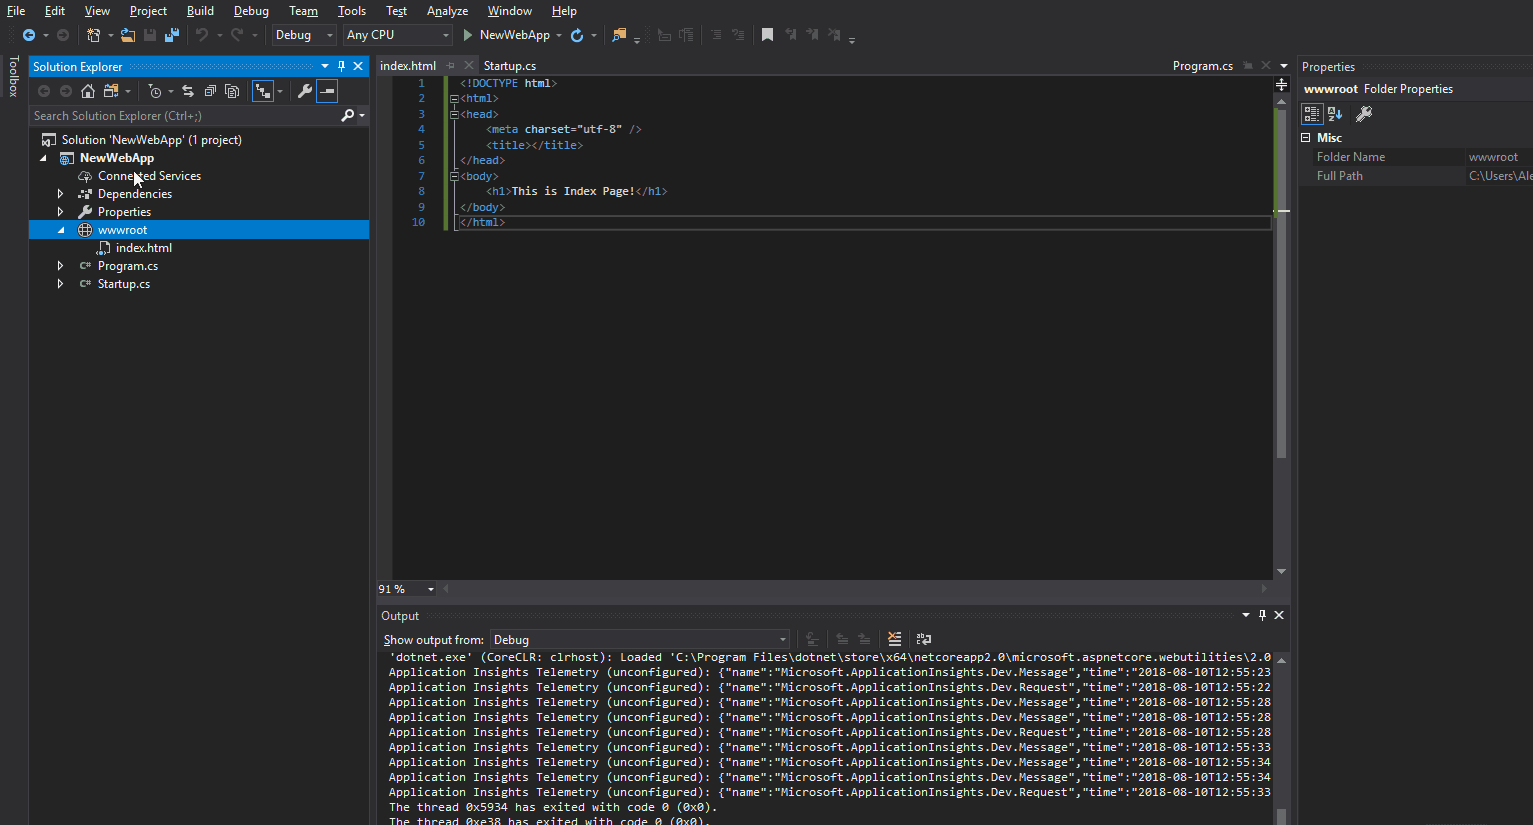 File Edit View Project Build Debug Team Tools Test Analyze Window Help
Debug Any CPU NewWebApp
Toolbox
Solution Explorer
Search Solution Explorer (Ctrl+;)
Solution 'NewWebApp' (1 project)
NewWebApp
Connected Services
Dependencies
Properties
wwwroot
index.html
C# Program.cs
C# Startup.cs
index.html Startup.cs Program.cs
1 <!DOCTYPE html>
2 <html>
3 <head>
4 <meta charset="utf-8" />
5 <title></title>
6 </head>
7 <body>
8 <h1>This is Index Page!</h1>
9 </body>
10 </html>
91 %
Properties
wwwroot Folder Properties
Misc
Folder Name wwwroot
Full Path C:\Users\Ale
Output
Show output from: Debug
'dotnet.exe' (CoreCLR: clrhost): Loaded 'C:\Program Files\dotnet\store\x64\netcoreapp2.0\microsoft.aspnetcore.webutilities\2.0
Application Insights Telemetry (unconfigured): {"name":"Microsoft.ApplicationInsights.Dev.Message","time":"2018-08-10T12:55:23
Application Insights Telemetry (unconfigured): {"name":"Microsoft.ApplicationInsights.Dev.Request","time":"2018-08-10T12:55:22
Application Insights Telemetry (unconfigured): {"name":"Microsoft.ApplicationInsights.Dev.Message","time":"2018-08-10T12:55:28
Application Insights Telemetry (unconfigured): {"name":"Microsoft.ApplicationInsights.Dev.Message","time":"2018-08-10T12:55:28
Application Insights Telemetry (unconfigured): {"name":"Microsoft.ApplicationInsights.Dev.Request","time":"2018-08-10T12:55:28
Application Insights Telemetry (unconfigured): {"name":"Microsoft.ApplicationInsights.Dev.Message","time":"2018-08-10T12:55:33
Application Insights Telemetry (unconfigured): {"name":"Microsoft.ApplicationInsights.Dev.Message","time":"2018-08-10T12:55:34
Application Insights Telemetry (unconfigured): {"name":"Microsoft.ApplicationInsights.Dev.Message","time":"2018-08-10T12:55:34
Application Insights Telemetry (unconfigured): {"name":"Microsoft.ApplicationInsights.Dev.Request","time":"2018-08-10T12:55:33
The thread 0x5934 has exited with code 0 (0x0).
The thread 0xe38 has exited with code 0 (0x0).